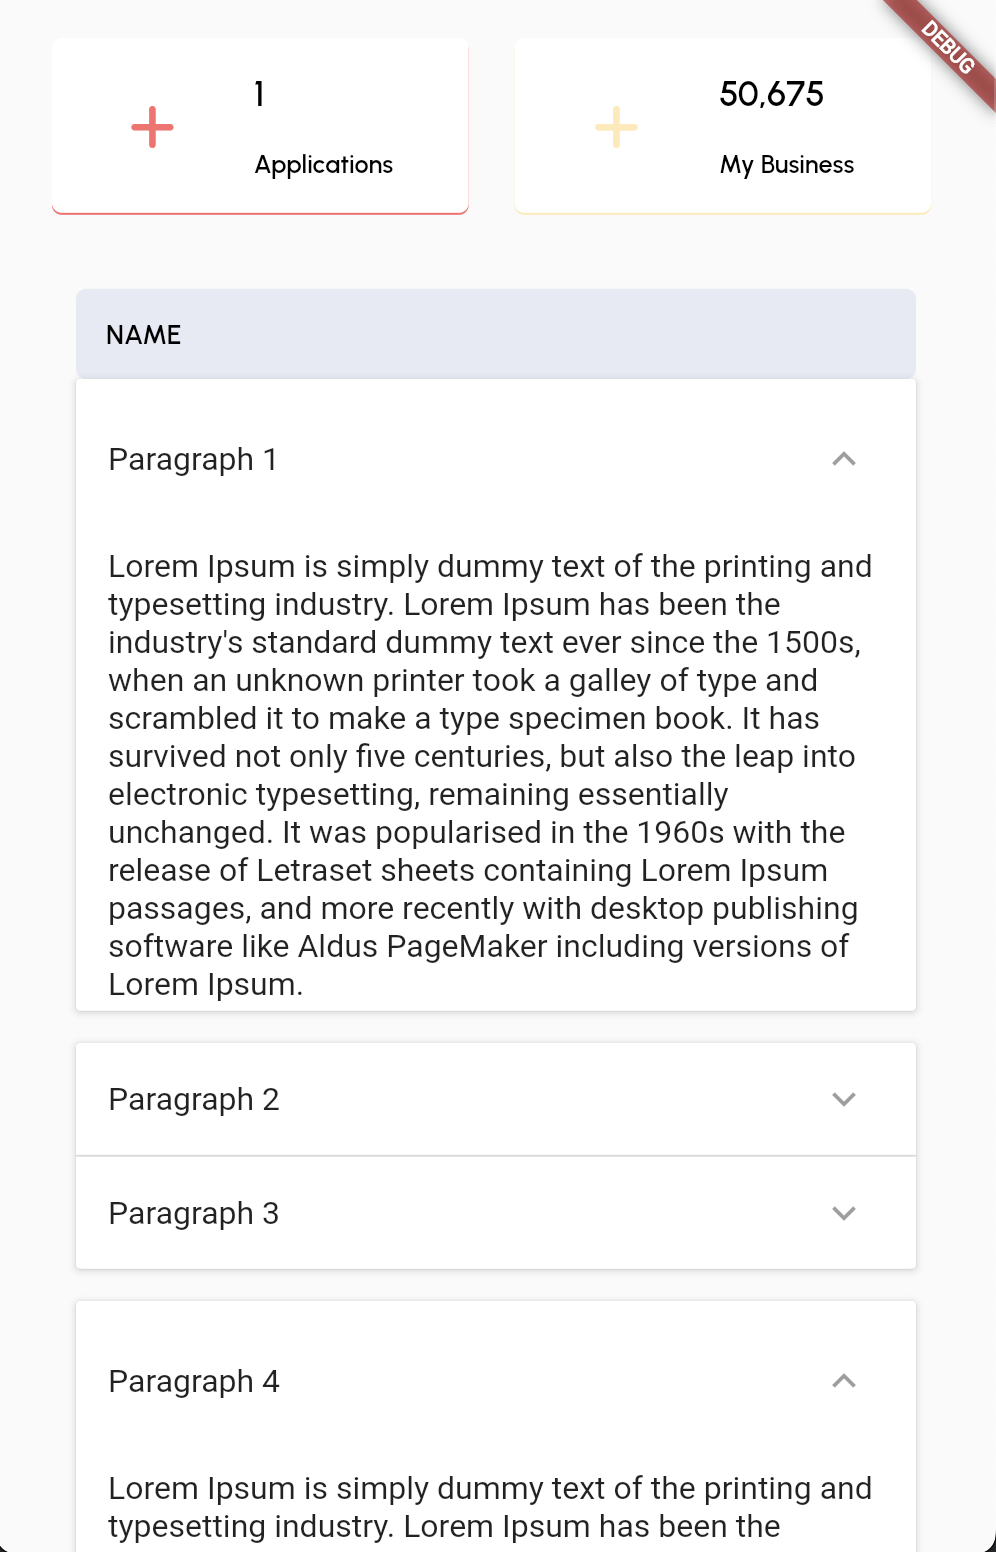 DEBUG
1
Applications
50,675
My Business
NAME
Paragraph 1
Lorem Ipsum is simply dummy text of the printing and
typesetting industry. Lorem Ipsum has been the
industry's standard dummy text ever since the 1500s,
when an unknown printer took a galley of type and
scrambled it to make a type specimen book. It has
survived not only five centuries, but also the leap into
electronic typesetting, remaining essentially
unchanged. It was popularised in the 1960s with the
release of Letraset sheets containing Lorem Ipsum
passages, and more recently with desktop publishing
software like Aldus PageMaker including versions of
Lorem Ipsum.
Paragraph 2
Paragraph 3
Paragraph 4
Lorem Ipsum is simply dummy text of the printing and
typesetting industry. Lorem Ipsum has been the